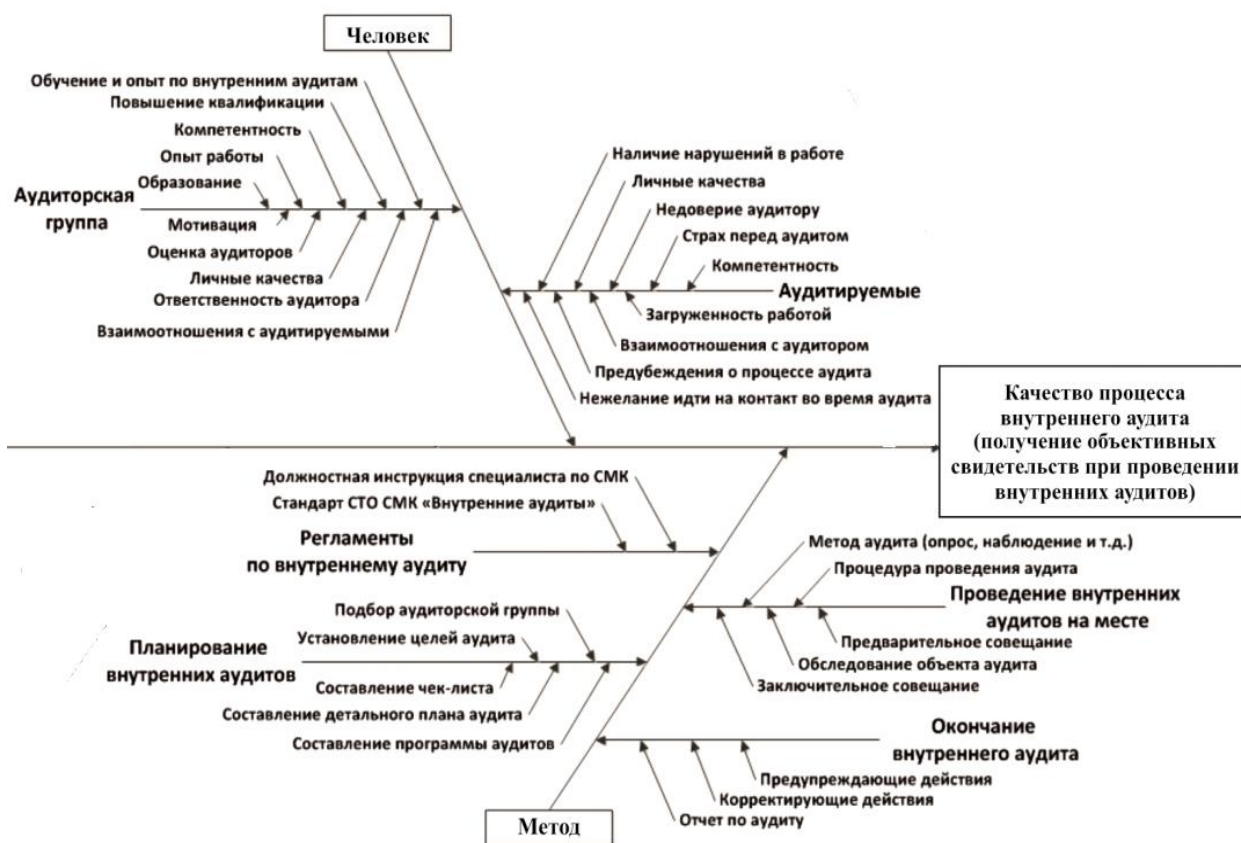 Человек
Обучение и опыт по внутренним аудитам
Повышение квалификации
Компетентность
Опыт работы
Образование
Аудиторская
группа
Мотивация
Оценка аудиторов
Личные качества
Ответственность аудитора
Взаимоотношения с аудитируемыми
Наличие нарушений в работе
Личные качества
Недоверие аудитору
Страх перед аудитом
Компетентность
Аудитируемые
Загруженность работой
Взаимоотношения с аудитором
Предубеждения о процессе аудита
Нежелание идти на контакт во время аудита
Качество процесса
внутреннего аудита
(получение объективных
свидетельств при проведении
внутренних аудитов)
Должностная инструкция специалиста по СМК
Стандарт СТО СМК «Внутренние аудиты»
Регламенты
по внутреннему аудиту
Метод аудита (опрос, наблюдение и т.д.)
Процедура проведения аудита
Проведение внутренних
аудитов на месте
Предварительное совещание
Обследование объекта аудита
Заключительное совещание
Подбор аудиторской группы
Установление целей аудита
Планирование
внутренних аудитов
Составление чек-листа
Составление детального плана аудита
Составление программы аудитов
Окончание
внутреннего аудита
Предупреждающие действия
Корректирующие действия
Отчет по аудиту
Метод